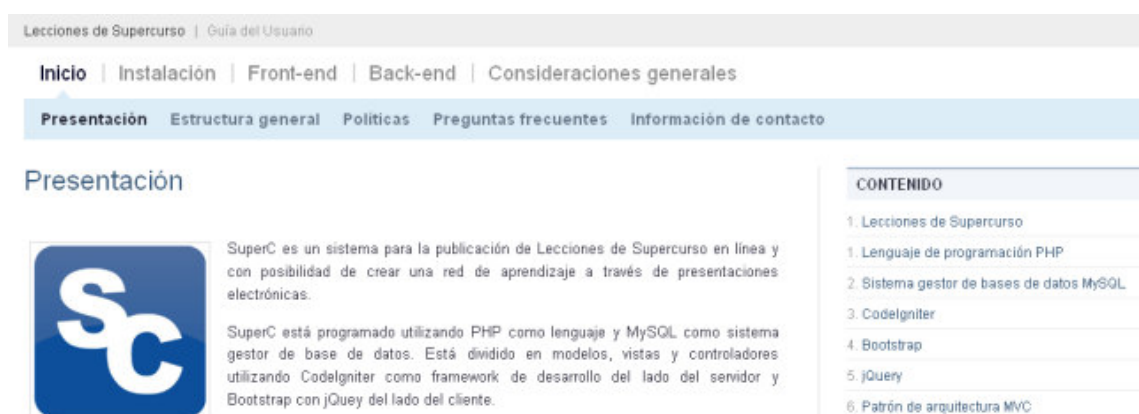 Lecciones de Supercurso | Guía del Usuario
Inicio | Instalación | Front-end | Back-end | Consideraciones generales
Presentación Estructura general Políticas Preguntas frecuentes Información de contacto
Presentación
SC
SuperC es un sistema para la publicación de Lecciones de Supercurso en línea y
con posibilidad de crear una red de aprendizaje a través de presentaciones
electrónicas.
SuperC está programado utilizando PHP como lenguaje y MySQL como sistema
gestor de base de datos. Está dividido en modelos, vistas y controladores
utilizando CodeIgniter como framework de desarrollo del lado del servidor y
Bootstrap con jQuey del lado del cliente.
CONTENIDO
1. Lecciones de Supercurso
1. Lenguaje de programación PHP
2. Sistema gestor de bases de datos MySQL
3. CodeIgniter
4. Bootstrap
5. jQuery
6. Patrón de arquitectura MVC